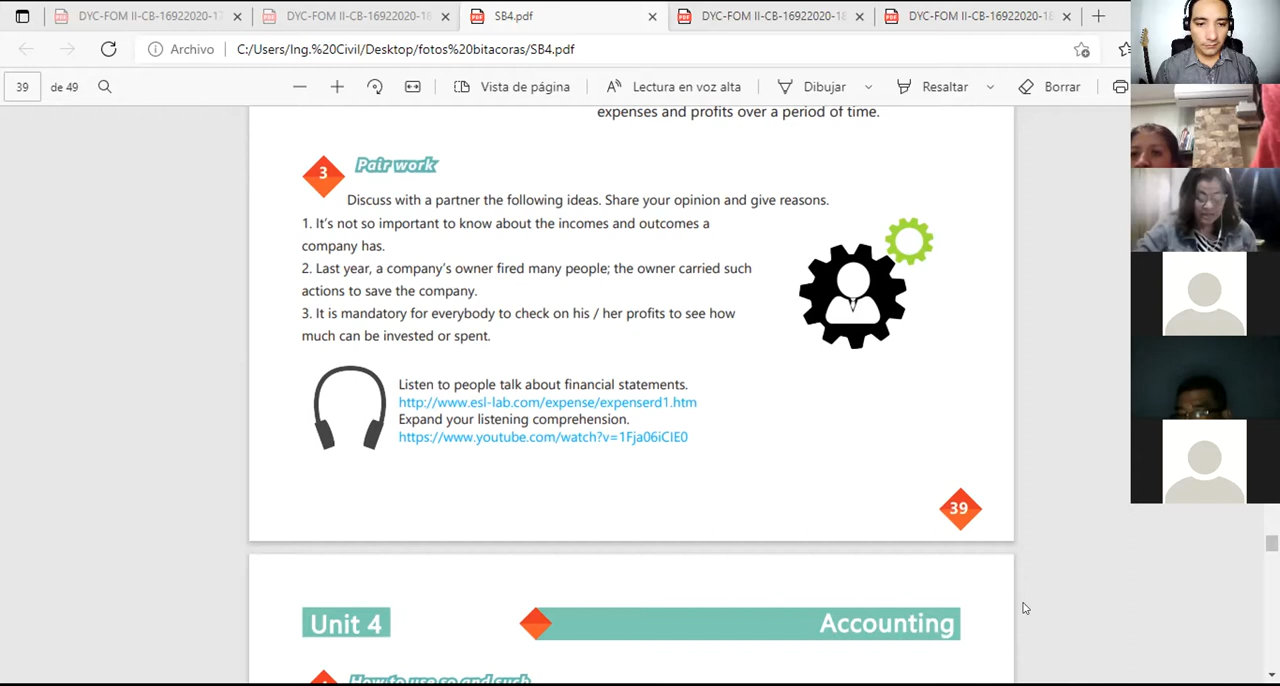 DYC-FOM II-CB-16922020-17
DYC-FOM II-CB-16922020-18
SB4.pdf
DYC-FOM II-CB-16922020-18
DYC-FOM II-CB-16922020-18
Archivo
C:/Users/Ing.%20Civil/Desktop/fotos%20bitacoras/SB4.pdf
39
de 49
Vista de página
Lectura en voz alta
Dibujar
Resaltar
Borrar
expenses and profits over a period of time.
3
Pair work
Discuss with a partner the following ideas. Share your opinion and give reasons.
1. It's not so important to know about the incomes and outcomes a
company has.
2. Last year, a company's owner fired many people; the owner carried such
actions to save the company.
3. It is mandatory for everybody to check on his / her profits to see how
much can be invested or spent.
Listen to people talk about financial statements.
http://www.esl-lab.com/expense/expenserd1.htm
Expand your listening comprehension.
https://www.youtube.com/watch?v=1Fja06iCIE0
39
Unit 4
Accounting
How to use so and such